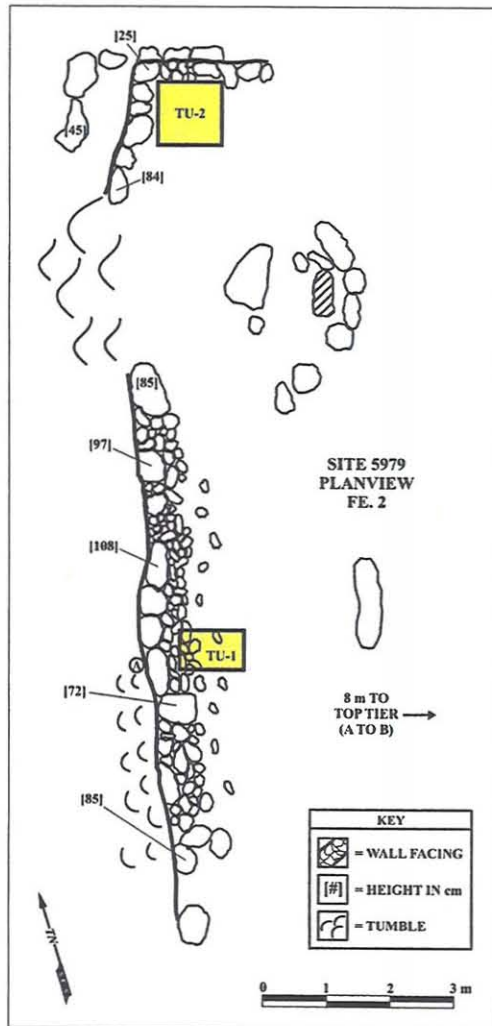 [25]
TU-2
[45]
[84]
[85]
[97]
SITE 5979
PLANVIEW
FE. 2
[108]
TU-1
A
[72]
8 m TO
TOP TIER
(A TO B)
[85]
KEY
= WALL FACING
[#] = HEIGHT IN cm
= TUMBLE
TN
0 1 2 3 m